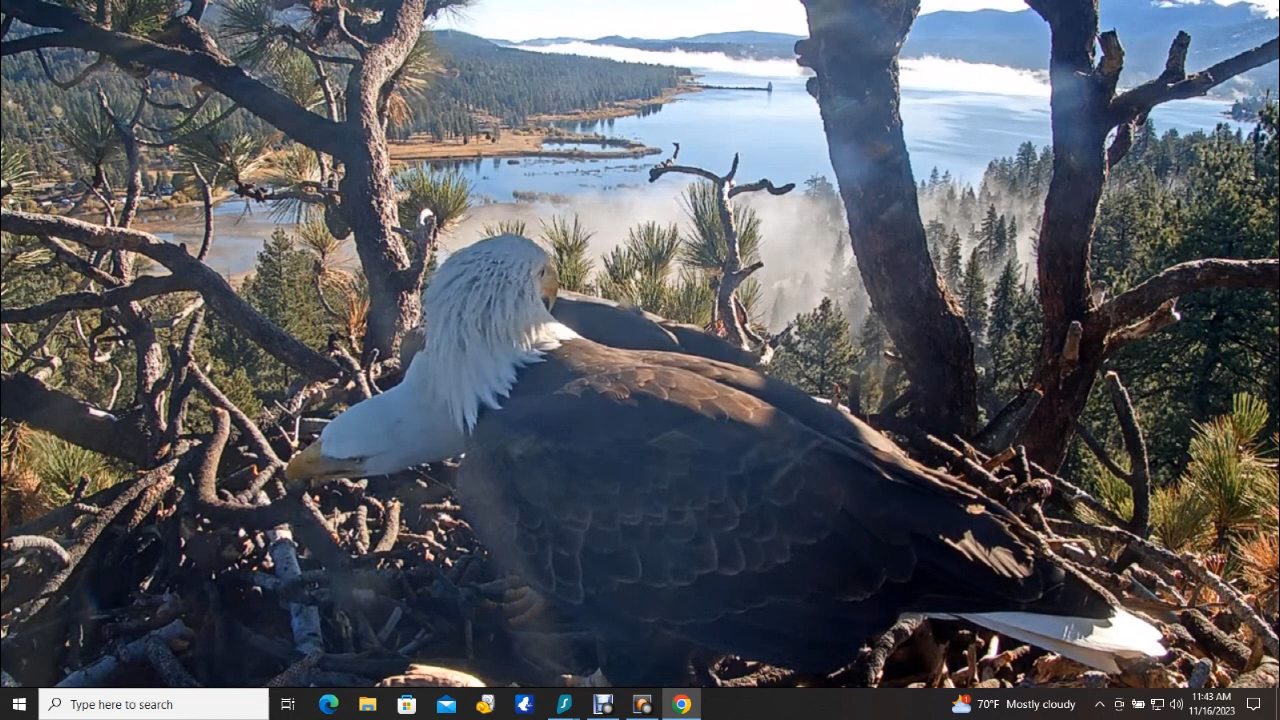 Type here to search
70°F Mostly cloudy
11:43 AM
11/16/2023